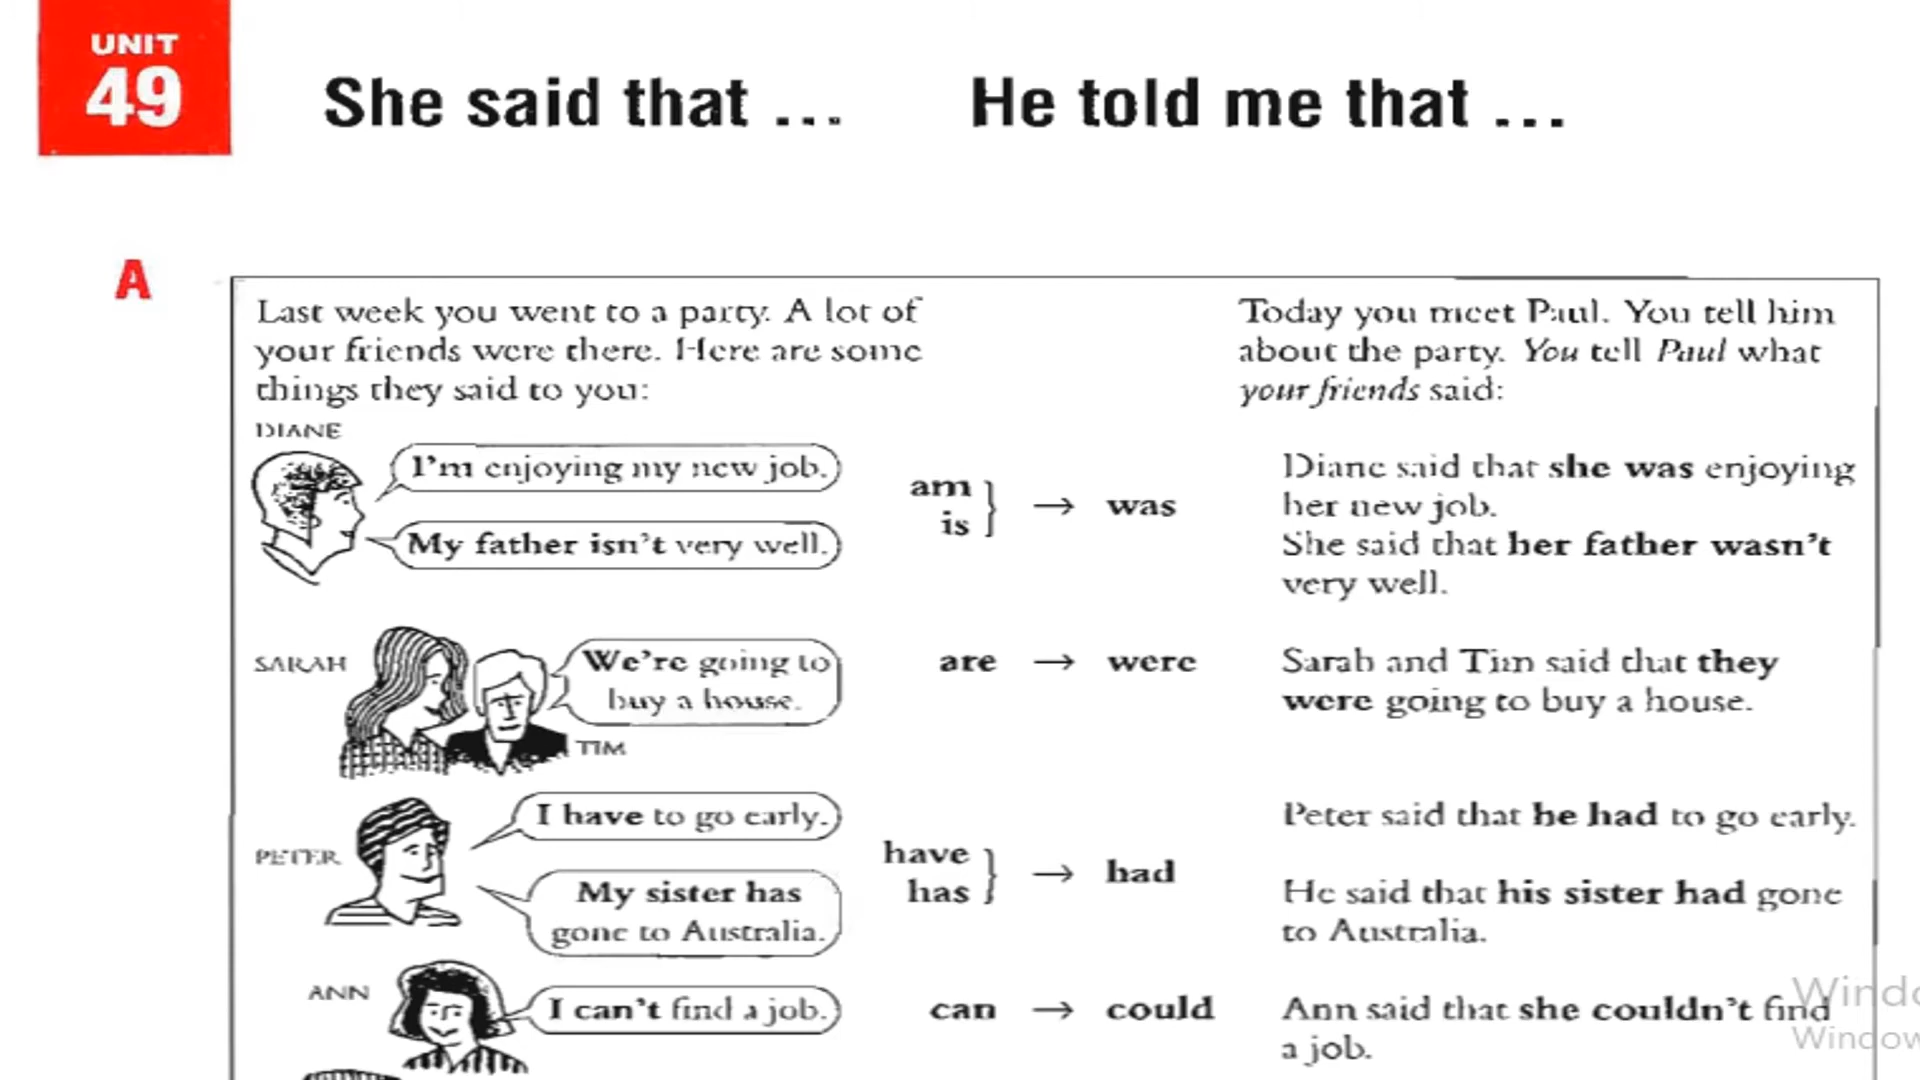 UNIT
49
She said that ... He told me that ...
A
Last week you went to a party. A lot of
your friends were there. Here are some
things they said to you:
Today you meet Paul. You tell him
about the party. You tell Paul what
your friends said:
DIANE
I'm enjoying my new job.
My father isn't very well.
am
is
→ was
Diane said that she was enjoying
her new job.
She said that her father wasn't
very well.
SARAH
We're going to
buy a house.
TIM
are → were
Sarah and Tim said that they
were going to buy a house.
PETER
I have to go early.
My sister has
gone to Australia.
have
has
→ had
Peter said that he had to go early.
He said that his sister had gone
to Australia.
ANN
I can't find a job.
can → could
Ann said that she couldn't find
a job.